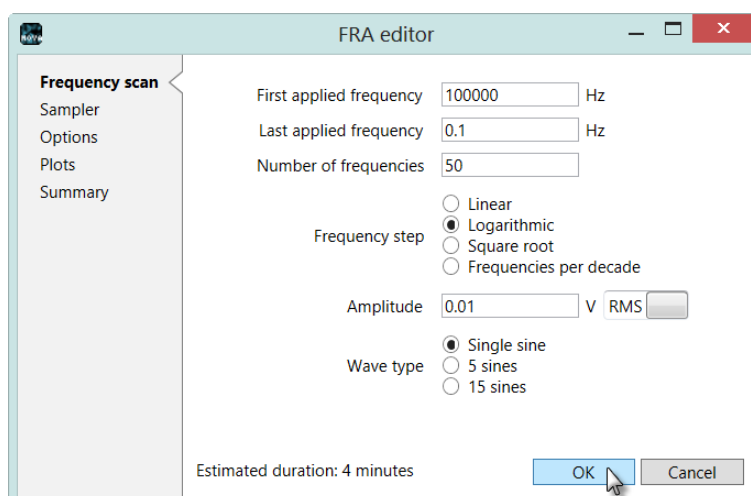 FRA editor
Frequency scan
Sampler
Options
Plots
Summary
First applied frequency 100000 Hz
Last applied frequency 0.1 Hz
Number of frequencies 50
Frequency step
Linear
Logarithmic
Square root
Frequencies per decade
Amplitude 0.01 V RMS
Wave type
Single sine
5 sines
15 sines
Estimated duration: 4 minutes
OK Cancel